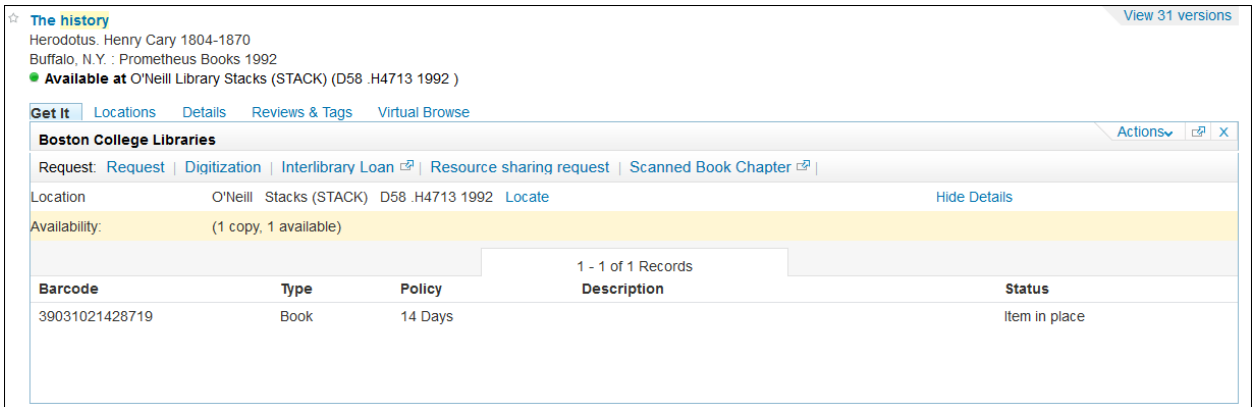 The history
View 31 versions
Herodotus. Henry Cary 1804-1870
Buffalo, N.Y. : Prometheus Books 1992
Available at O'Neill Library Stacks (STACK) (D58 .H4713 1992 )
Get It Locations Details Reviews & Tags Virtual Browse
Boston College Libraries Actions X
Request: Request | Digitization | Interlibrary Loan | Resource sharing request | Scanned Book Chapter |
Location O'Neill Stacks (STACK) D58 .H4713 1992 Locate Hide Details
Availability: (1 copy, 1 available)
1 - 1 of 1 Records
Barcode Type Policy Description Status
39031021428719 Book 14 Days Item in place